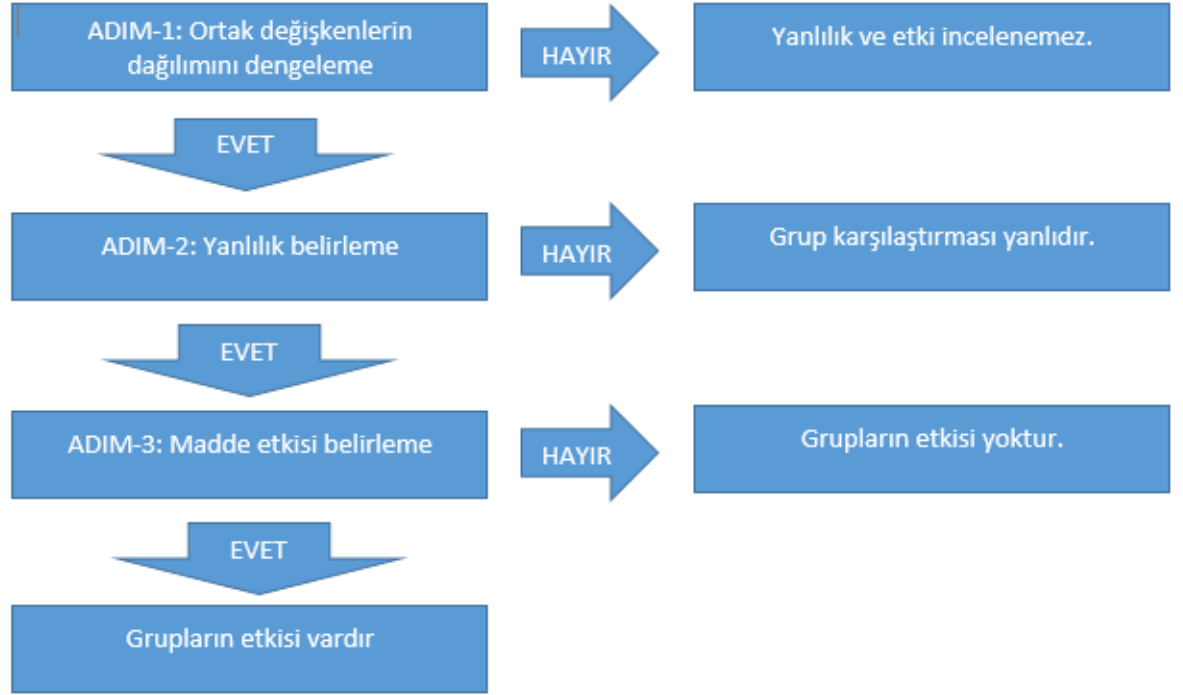 ADIM-1: Ortak değişkenlerin
dağılımını dengeleme
HAYIR
Yanlılık ve etki incelenemez.
EVET
ADIM-2: Yanlılık belirleme
HAYIR
Grup karşılaştırması yanlıdır.
EVET
ADIM-3: Madde etkisi belirleme
HAYIR
Grupların etkisi yoktur.
EVET
Grupların etkisi vardır